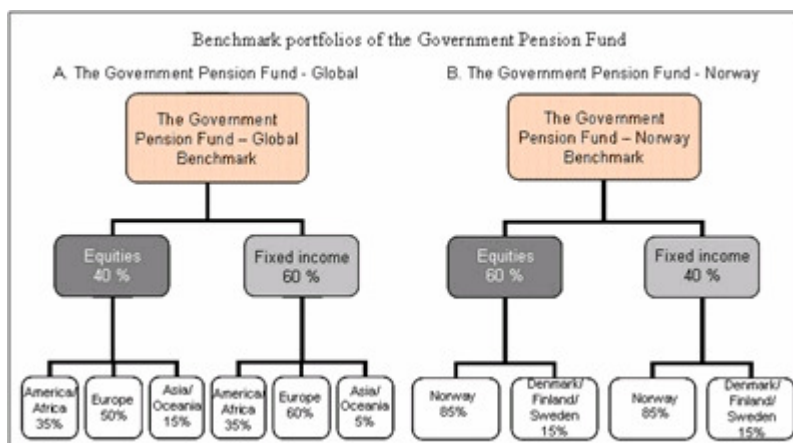 Benchmark portfolios of the Government Pension Fund
A. The Government Pension Fund - Global
B. The Government Pension Fund - Norway
The Government
Pension Fund – Global
Benchmark
The Government
Pension Fund – Norway
Benchmark
Equities
40 %
Fixed income
60 %
Equities
60 %
Fixed income
40 %
America/
Africa
35%
Europe
50%
Asia/
Oceania
15%
America/
Africa
35%
Europe
60%
Asia/
Oceania
5%
Norway
85%
Denmark/
Finland/
Sweden
15%
Norway
85%
Denmark/
Finland/
Sweden
15%